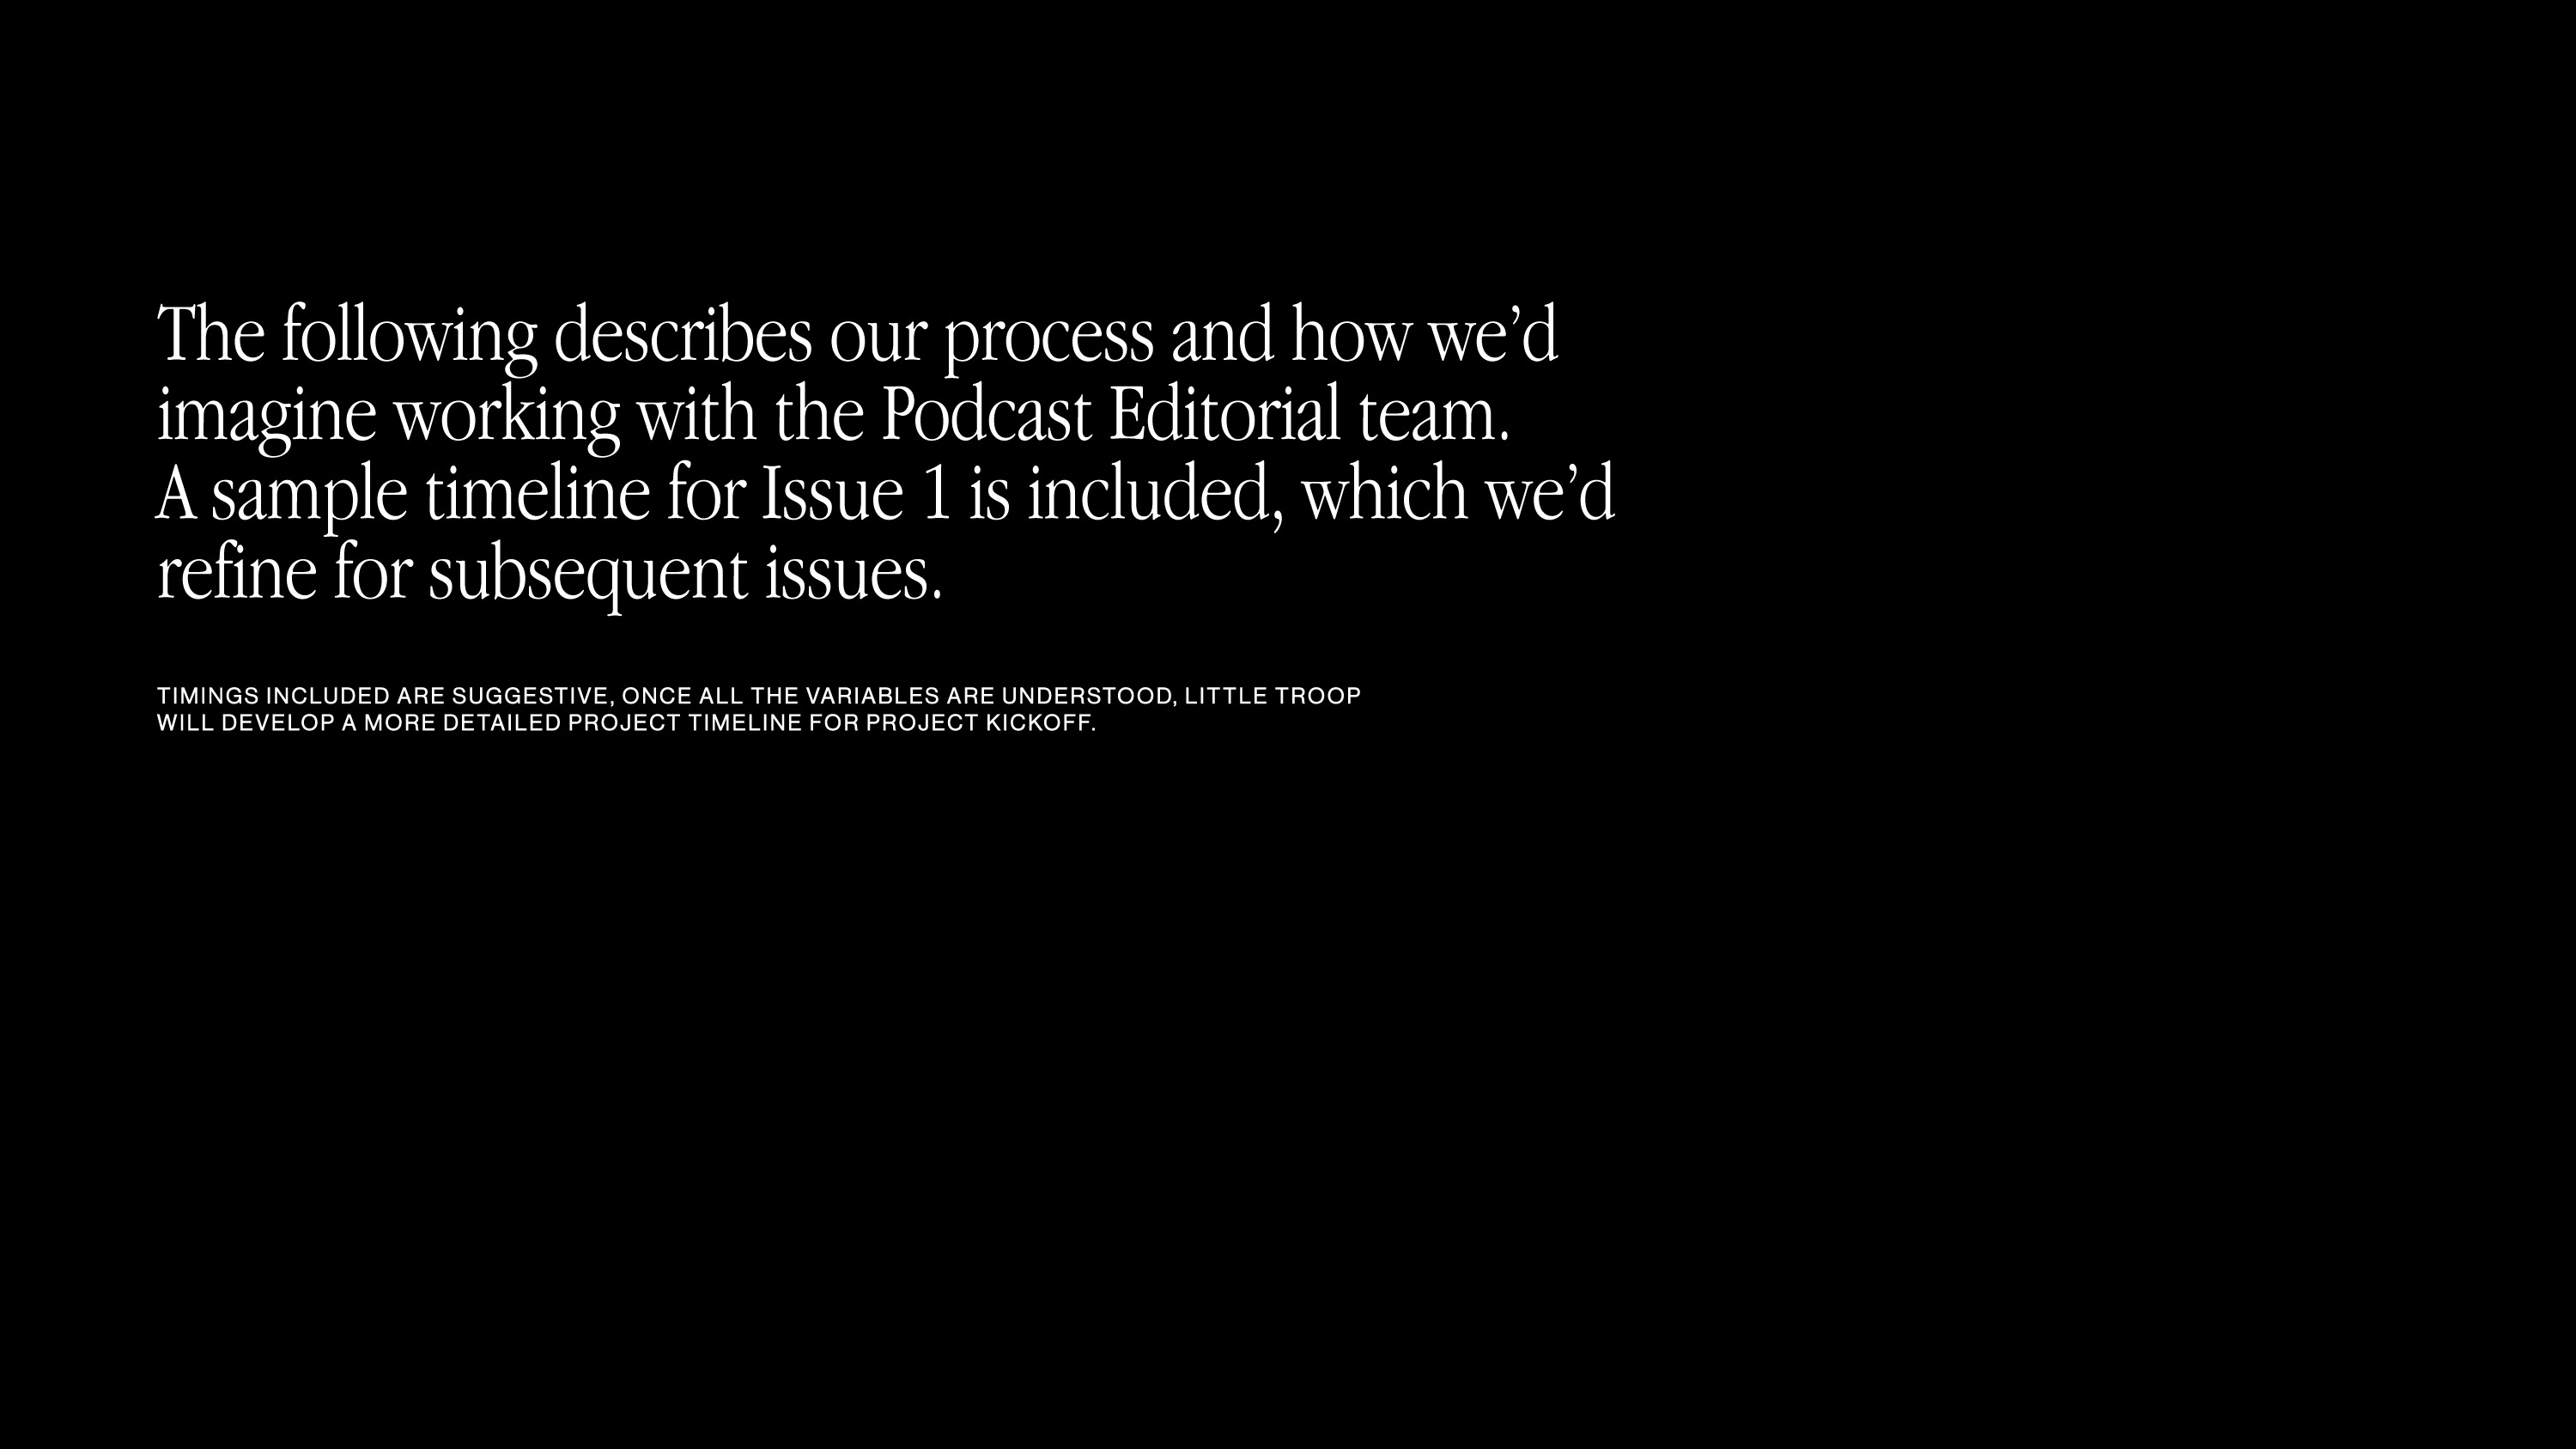 The following describes our process and how we’d
imagine working with the Podcast Editorial team.
A sample timeline for Issue 1 is included, which we’d
refine for subsequent issues.
TIMINGS INCLUDED ARE SUGGESTIVE, ONCE ALL THE VARIABLES ARE UNDERSTOOD, LITTLE TROOP
WILL DEVELOP A MORE DETAILED PROJECT TIMELINE FOR PROJECT KICKOFF.